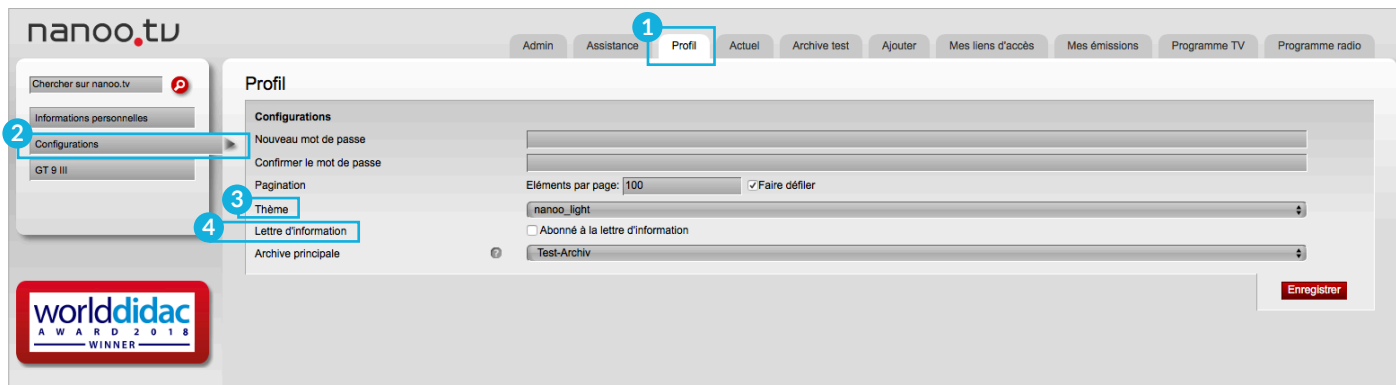 nanoo.tv
1
Admin Assistance Profil Actuel Archive test Ajouter Mes liens d'accès Mes émissions Programme TV Programme radio
Chercher sur nanoo.tv
Informations personnelles
2
Configurations
GT 9 III
Profil
Configurations
Nouveau mot de passe
Confirmer le mot de passe
Pagination Eléments par page: 100 Faire défiler
3
Thème nanoo_light
4
Lettre d'information Abonné à la lettre d'information
Archive principale ? Test-Archiv
Enregistrer
worlddidac
AWARD 2018
WINNER